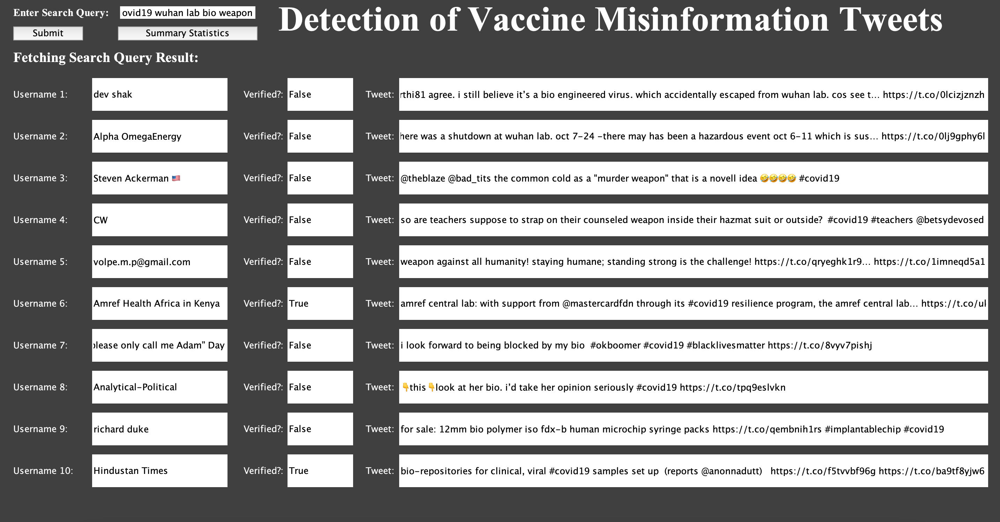 Enter Search Query: ovid19 wuhan lab bio weapon
Detection of Vaccine Misinformation Tweets
Submit Summary Statistics
Fetching Search Query Result:
Username 1: dev shak Verified?: False Tweet: rthi81 agree. i still believe it’s a bio engineered virus. which accidentally escaped from wuhan lab. cos see t… https://t.co/0lcizjznzh
Username 2: Alpha OmegaEnergy Verified?: False Tweet: here was a shutdown at wuhan lab. oct 7-24 -there may has been a hazardous event oct 6-11 which is sus… https://t.co/0lj9gphy6l
Username 3: Steven Ackerman 🇺🇸 Verified?: False Tweet: @theblaze @bad_tits the common cold as a "murder weapon" that is a novell idea 🤣🤣🤣🤣 #covid19
Username 4: CW Verified?: False Tweet: so are teachers suppose to strap on their counseled weapon inside their hazmat suit or outside? #covid19 #teachers @betsydevosed
Username 5: volpe.m.p@gmail.com Verified?: False Tweet: weapon against all humanity! staying humane; standing strong is the challenge! https://t.co/qryeghk1r9… https://t.co/1imneqd5a1
Username 6: Amref Health Africa in Kenya Verified?: True Tweet: amref central lab: with support from @mastercardfdn through its #covid19 resilience program, the amref central lab… https://t.co/ul
Username 7: please only call me Adam” Day Verified?: False Tweet: i look forward to being blocked by my bio #okboomer #covid19 #blacklivesmatter https://t.co/8vyv7pishj
Username 8: Analytical-Political Verified?: False Tweet: 👇this👇look at her bio. i’d take her opinion seriously #covid19 https://t.co/tpq9eslvkn
Username 9: richard duke Verified?: False Tweet: for sale: 12mm bio polymer iso fdx-b human microchip syringe packs https://t.co/qembnih1rs #implantablechip #covid19
Username 10: Hindustan Times Verified?: True Tweet: bio-repositories for clinical, viral #covid19 samples set up (reports @anonnadutt) https://t.co/f5tvvbf96g https://t.co/ba9tf8yjw6